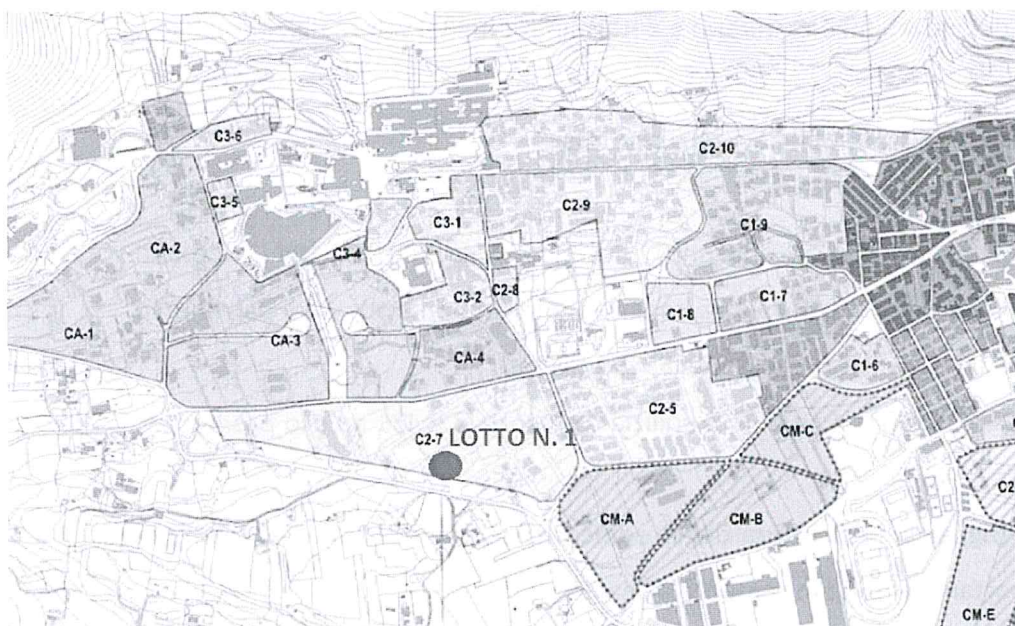 C3-6
C2-10
C3-5
C3-1
C2-9
C1-9
CA-2
C3-4
C3-2
C2-8
C1-7
C1-8
CA-1
CA-3
CA-4
C1-6
C2-5
C2-7 LOTTO N. 1
CM-C
CM-A
CM-B
CM-E